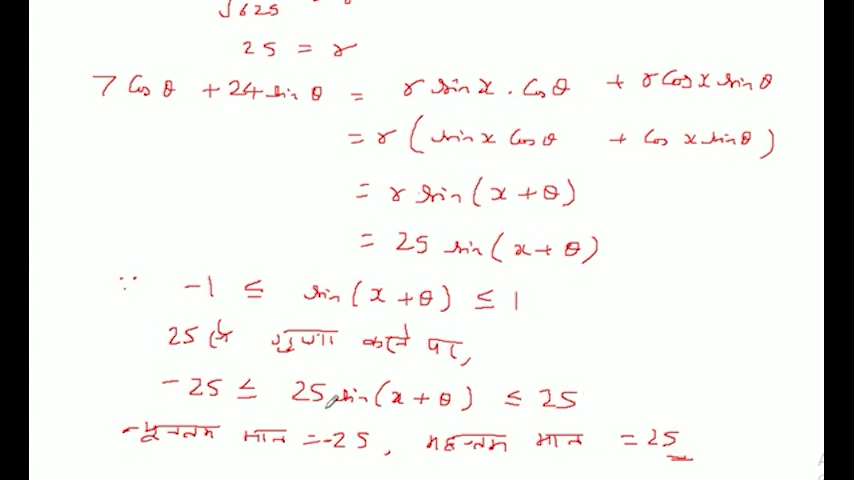 √625
25 = r
7 Cos θ + 24 sin θ = r sin x . Cos θ + r Cos x sin θ
= r ( sin x Cos θ + Cos x sin θ )
= r sin ( x + θ )
= 25 sin ( x + θ )
∵ -1 ≤ sin ( x + θ ) ≤ 1
25 से गुणा करने पर,
- 25 ≤ 25 sin ( x + θ ) ≤ 25
न्यूनतम मान = -25 , महत्तम मान = 25